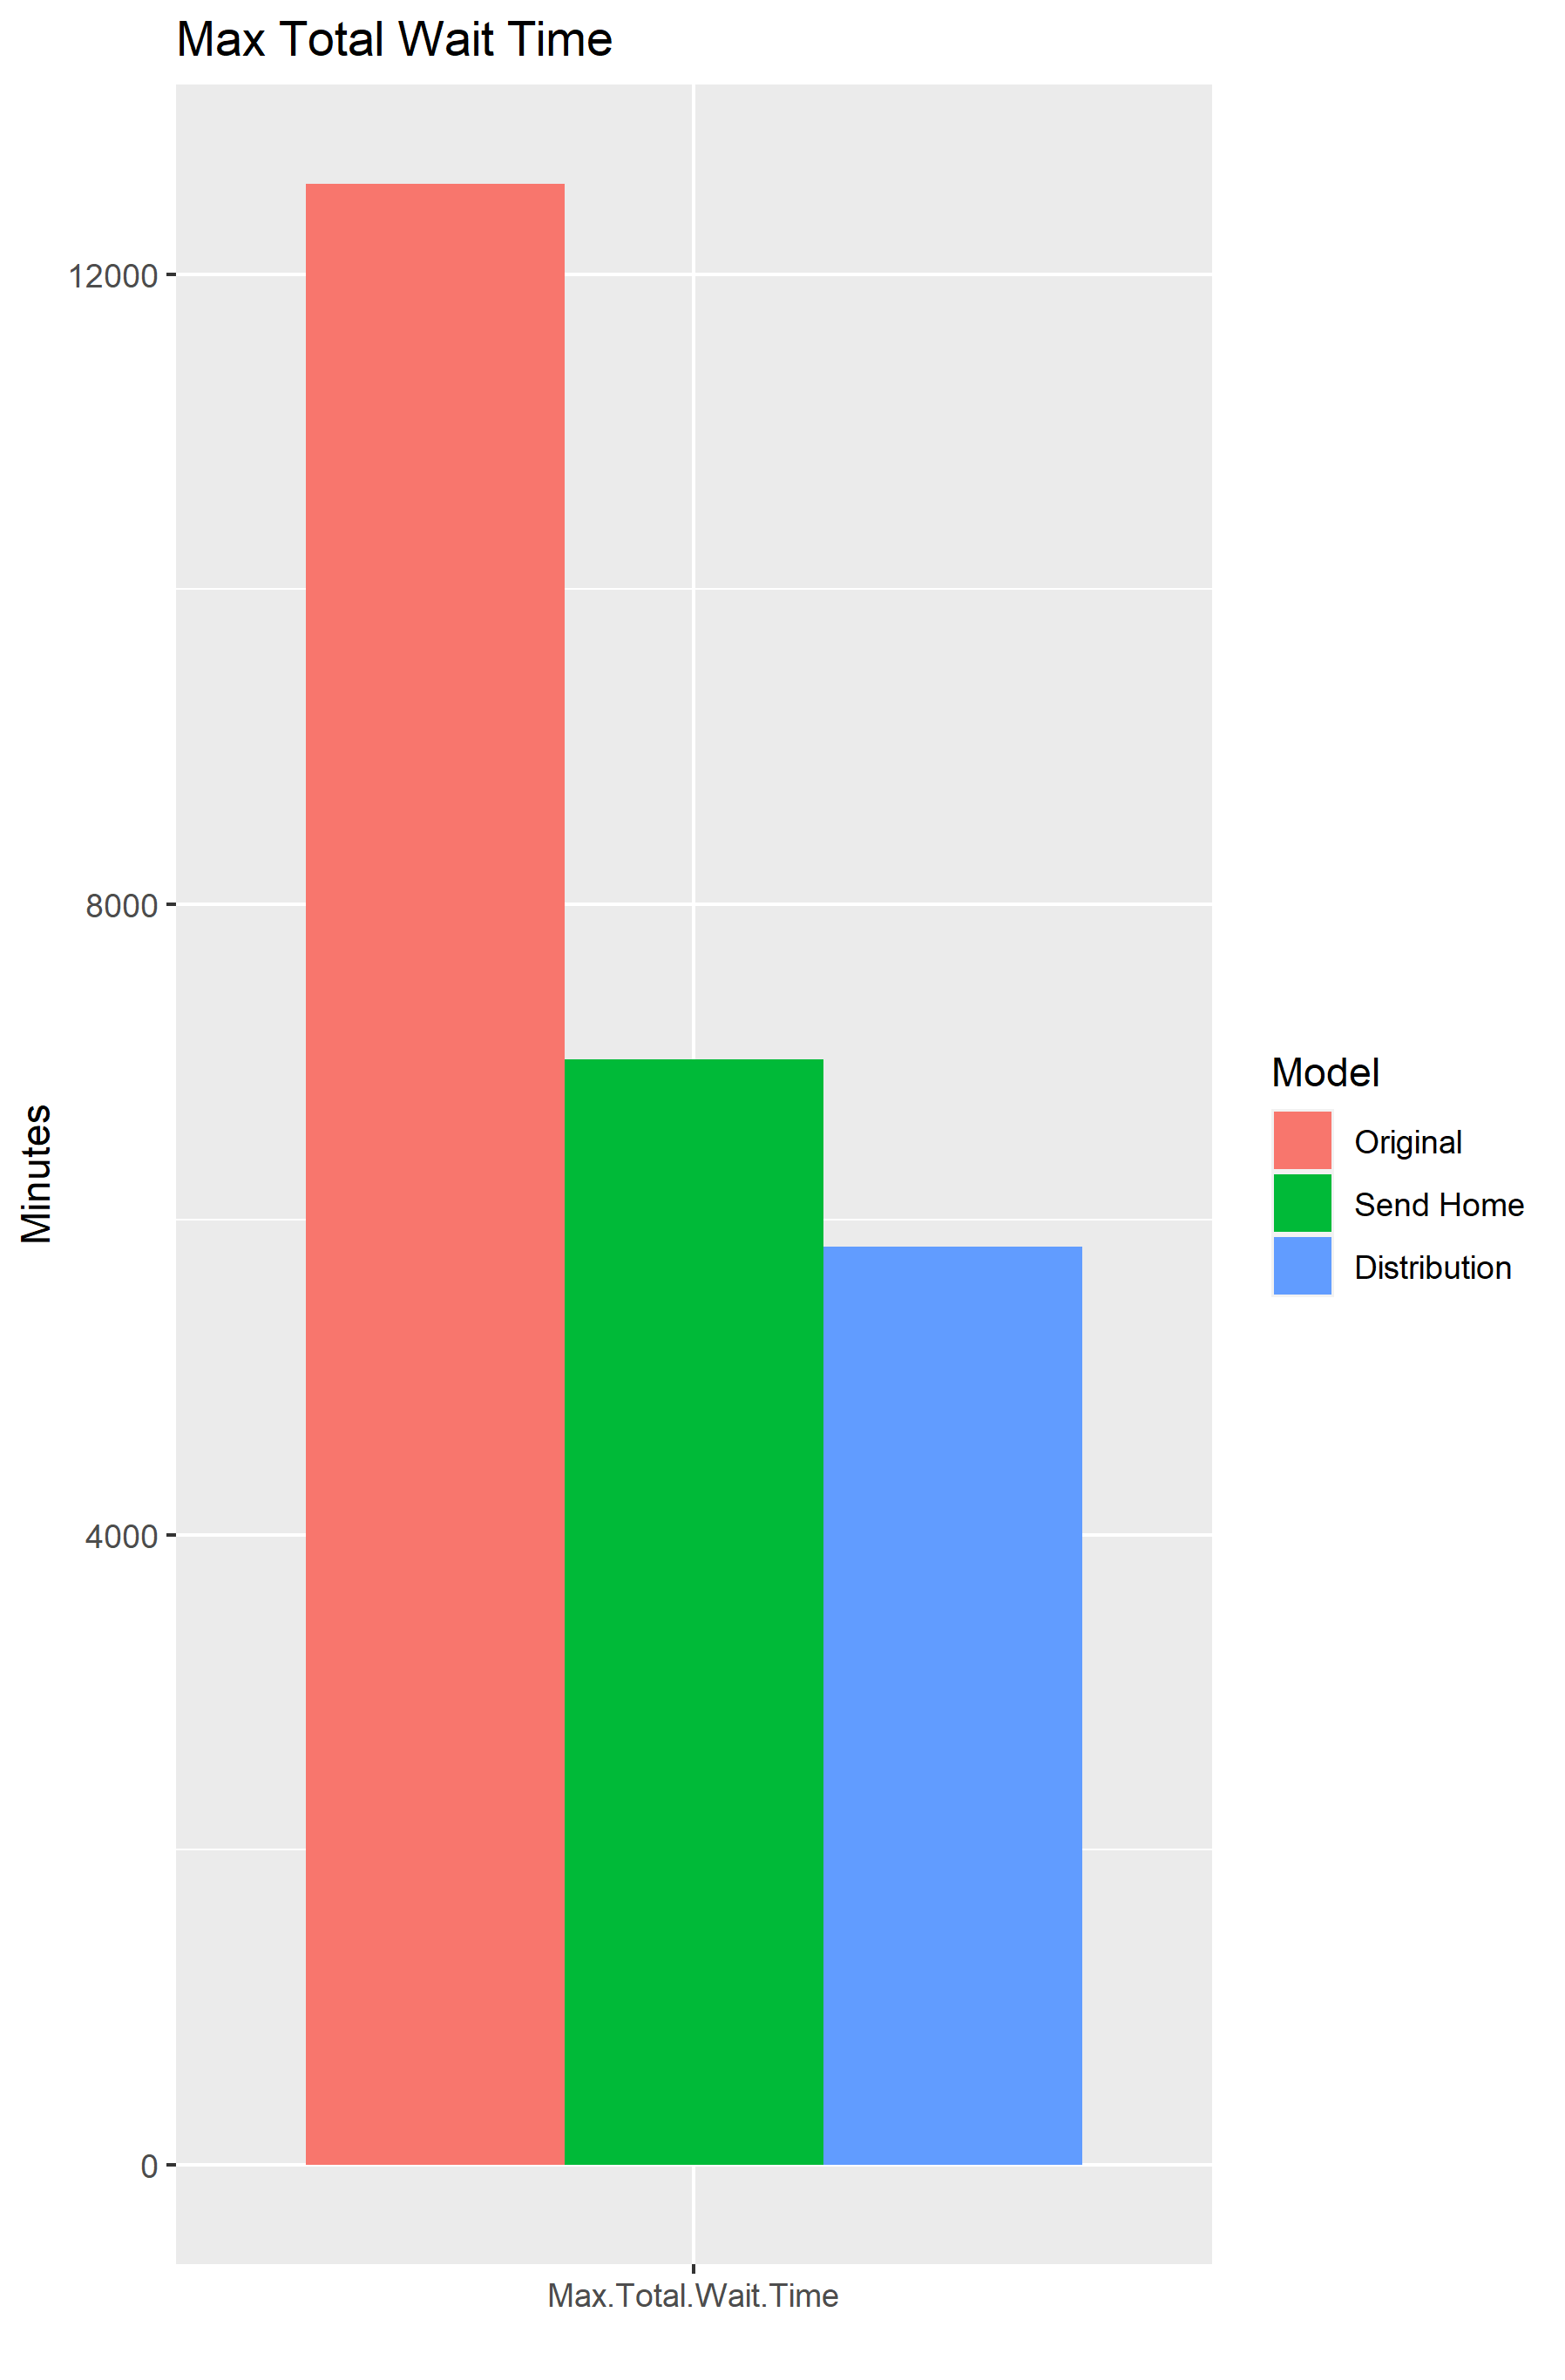 Max Total Wait Time
12000
8000
4000
0
Minutes
Max.Total.Wait.Time
Model
Original
Send Home
Distribution